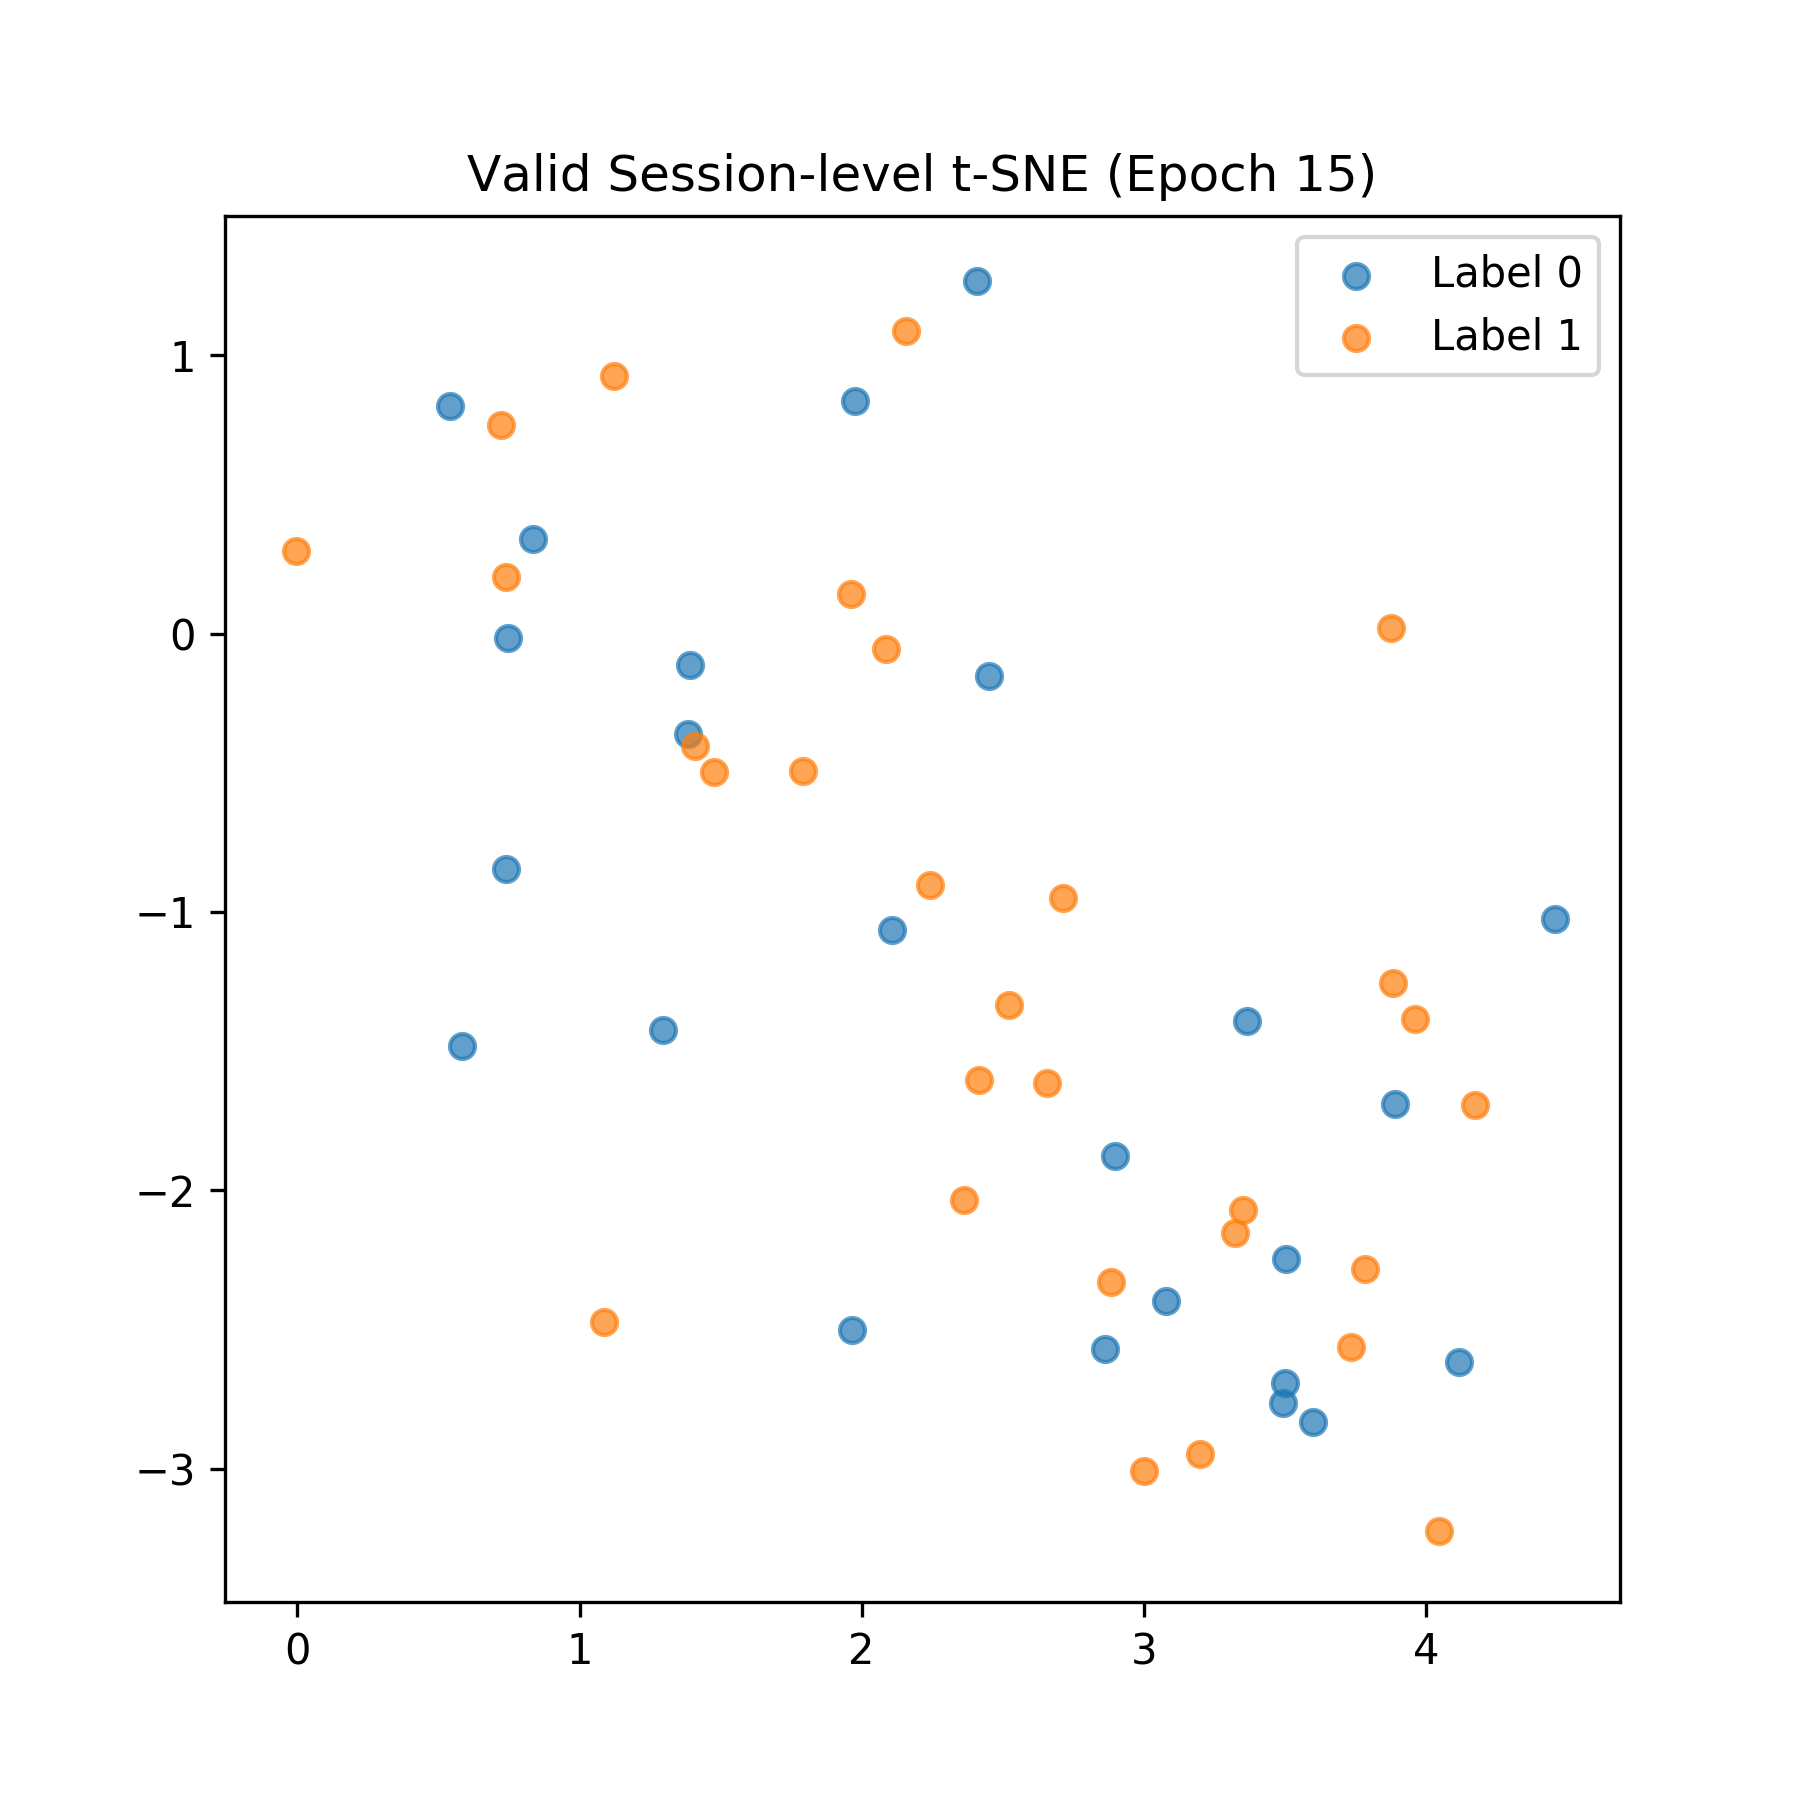 Valid Session-level t-SNE (Epoch 15)
Label 0
Label 1
1
0
−1
−2
−3
0 1 2 3 4